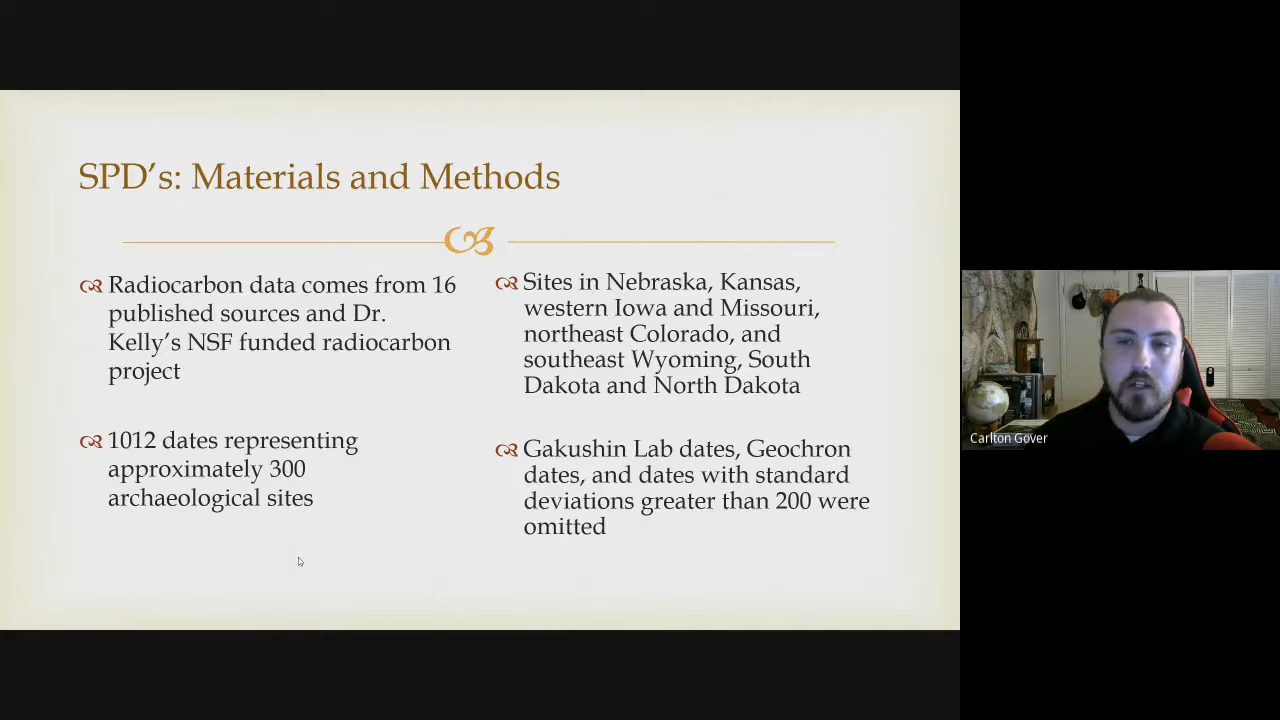 SPD’s: Materials and Methods
Radiocarbon data comes from 16
published sources and Dr.
Kelly’s NSF funded radiocarbon
project
1012 dates representing
approximately 300
archaeological sites
Sites in Nebraska, Kansas,
western Iowa and Missouri,
northeast Colorado, and
southeast Wyoming, South
Dakota and North Dakota
Gakushin Lab dates, Geochron
dates, and dates with standard
deviations greater than 200 were
omitted
Carlton Gover